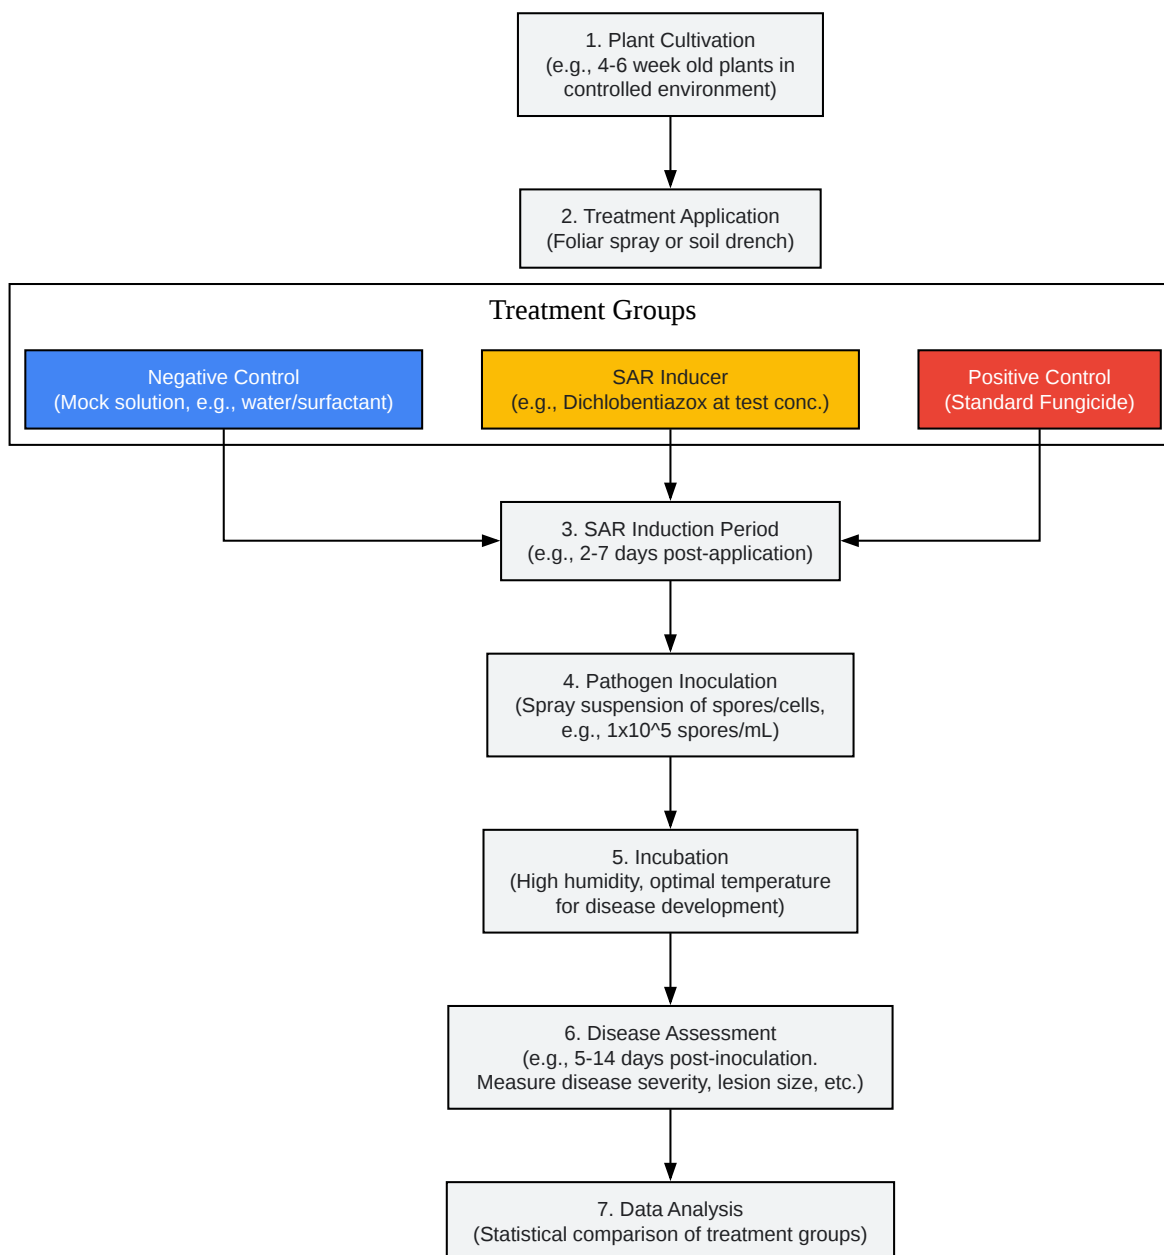 1. Plant Cultivation
(e.g., 4-6 week old plants in
controlled environment)
2. Treatment Application
(Foliar spray or soil drench)
Treatment Groups
Negative Control
(Mock solution, e.g., water/surfactant)
SAR Inducer
(e.g., Dichlobentiazox at test conc.)
Positive Control
(Standard Fungicide)
3. SAR Induction Period
(e.g., 2-7 days post-application)
4. Pathogen Inoculation
(Spray suspension of spores/cells,
e.g., 1x10^5 spores/mL)
5. Incubation
(High humidity, optimal temperature
for disease development)
6. Disease Assessment
(e.g., 5-14 days post-inoculation.
Measure disease severity, lesion size, etc.)
7. Data Analysis
(Statistical comparison of treatment groups)